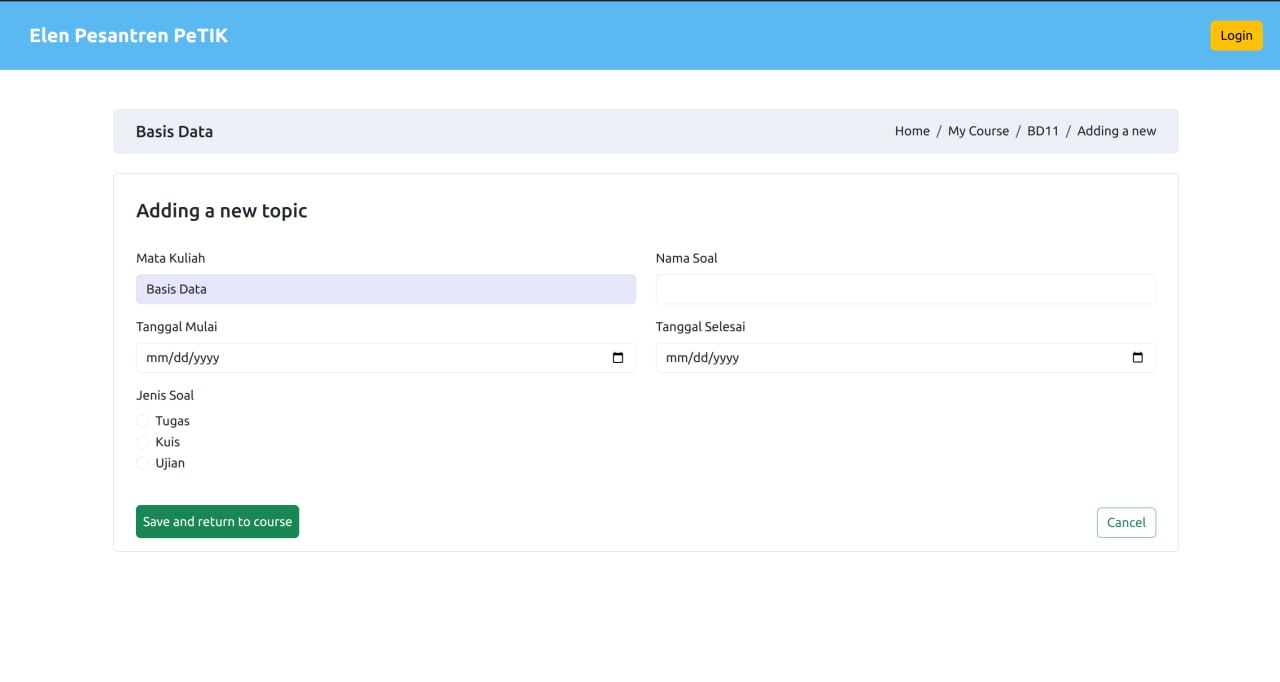 Elen Pesantren PeTIK
Login
Basis Data
Home / My Course / BD11 / Adding a new
Adding a new topic
Mata Kuliah
Nama Soal
Basis Data
Tanggal Mulai
Tanggal Selesai
mm/dd/yyyy
mm/dd/yyyy
Jenis Soal
Tugas
Kuis
Ujian
Save and return to course
Cancel